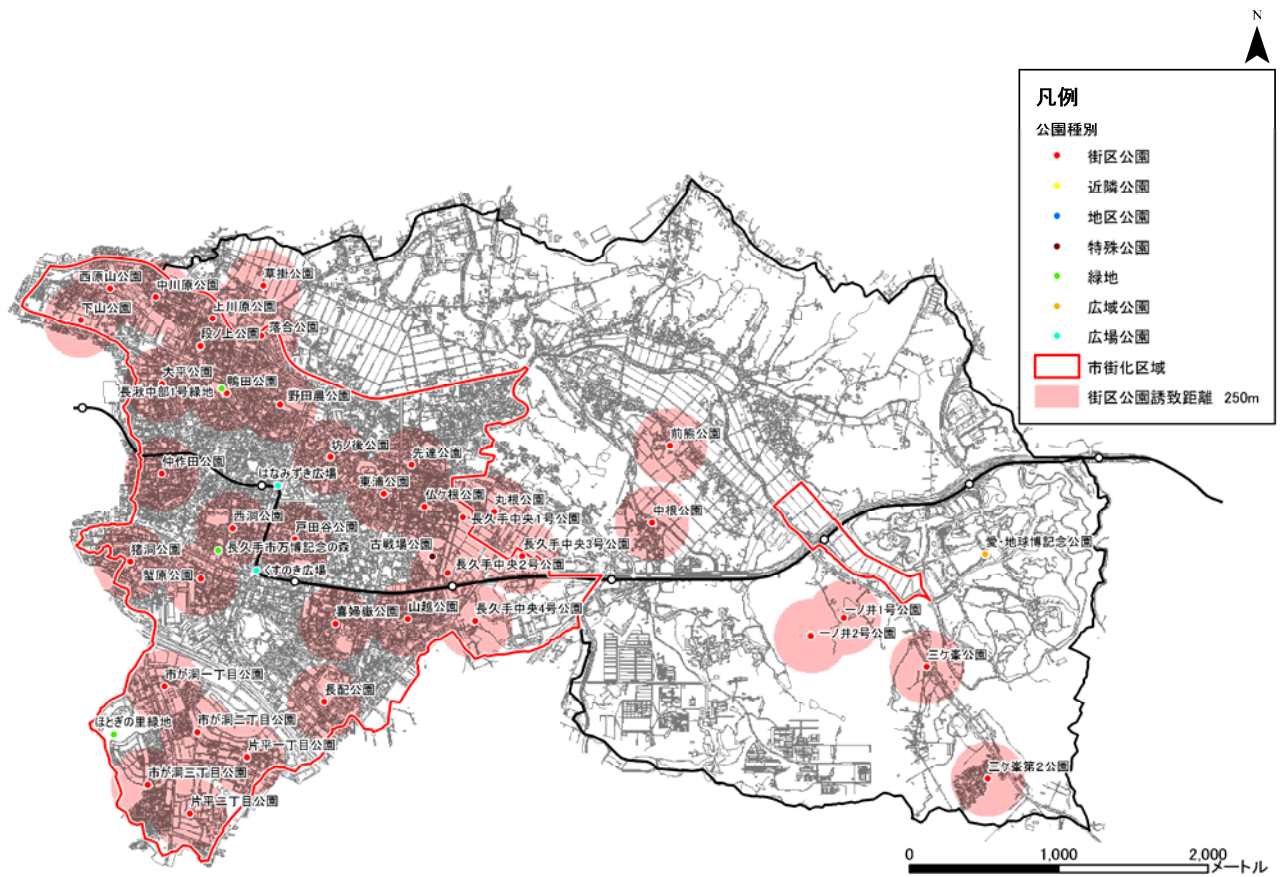 N
凡例
公園種別
街区公園
近隣公園
地区公園
特殊公園
緑地
広域公園
広場公園
市街化区域
街区公園誘致距離 250m
西原山公園
中川原公園
草掛公園
下山公園
上川原公園
段ノ上公園
落合公園
大平公園
鴨田公園
長湫中部1号緑地
野田農公園
坊ノ後公園
先達公園
前熊公園
仲作田公園
はなみずき広場
東浦公園
仏ケ根公園
丸根公園
中根公園
西洞公園
戸田谷公園
長久手中央1号公園
猪洞公園
長久手市万博記念の森
古戦場公園
長久手中央3号公園
愛・地球博記念公園
蟹原公園
くすのき広場
長久手中央2号公園
喜婦嶽公園
山越公園
長久手中央4号公園
一ノ井1号公園
一ノ井2号公園
三ケ峯公園
市が洞一丁目公園
長配公園
ほとぎの里緑地
市が洞二丁目公園
片平一丁目公園
市が洞三丁目公園
三ケ峯第2公園
片平二丁目公園
0
1,000
2,000
メートル